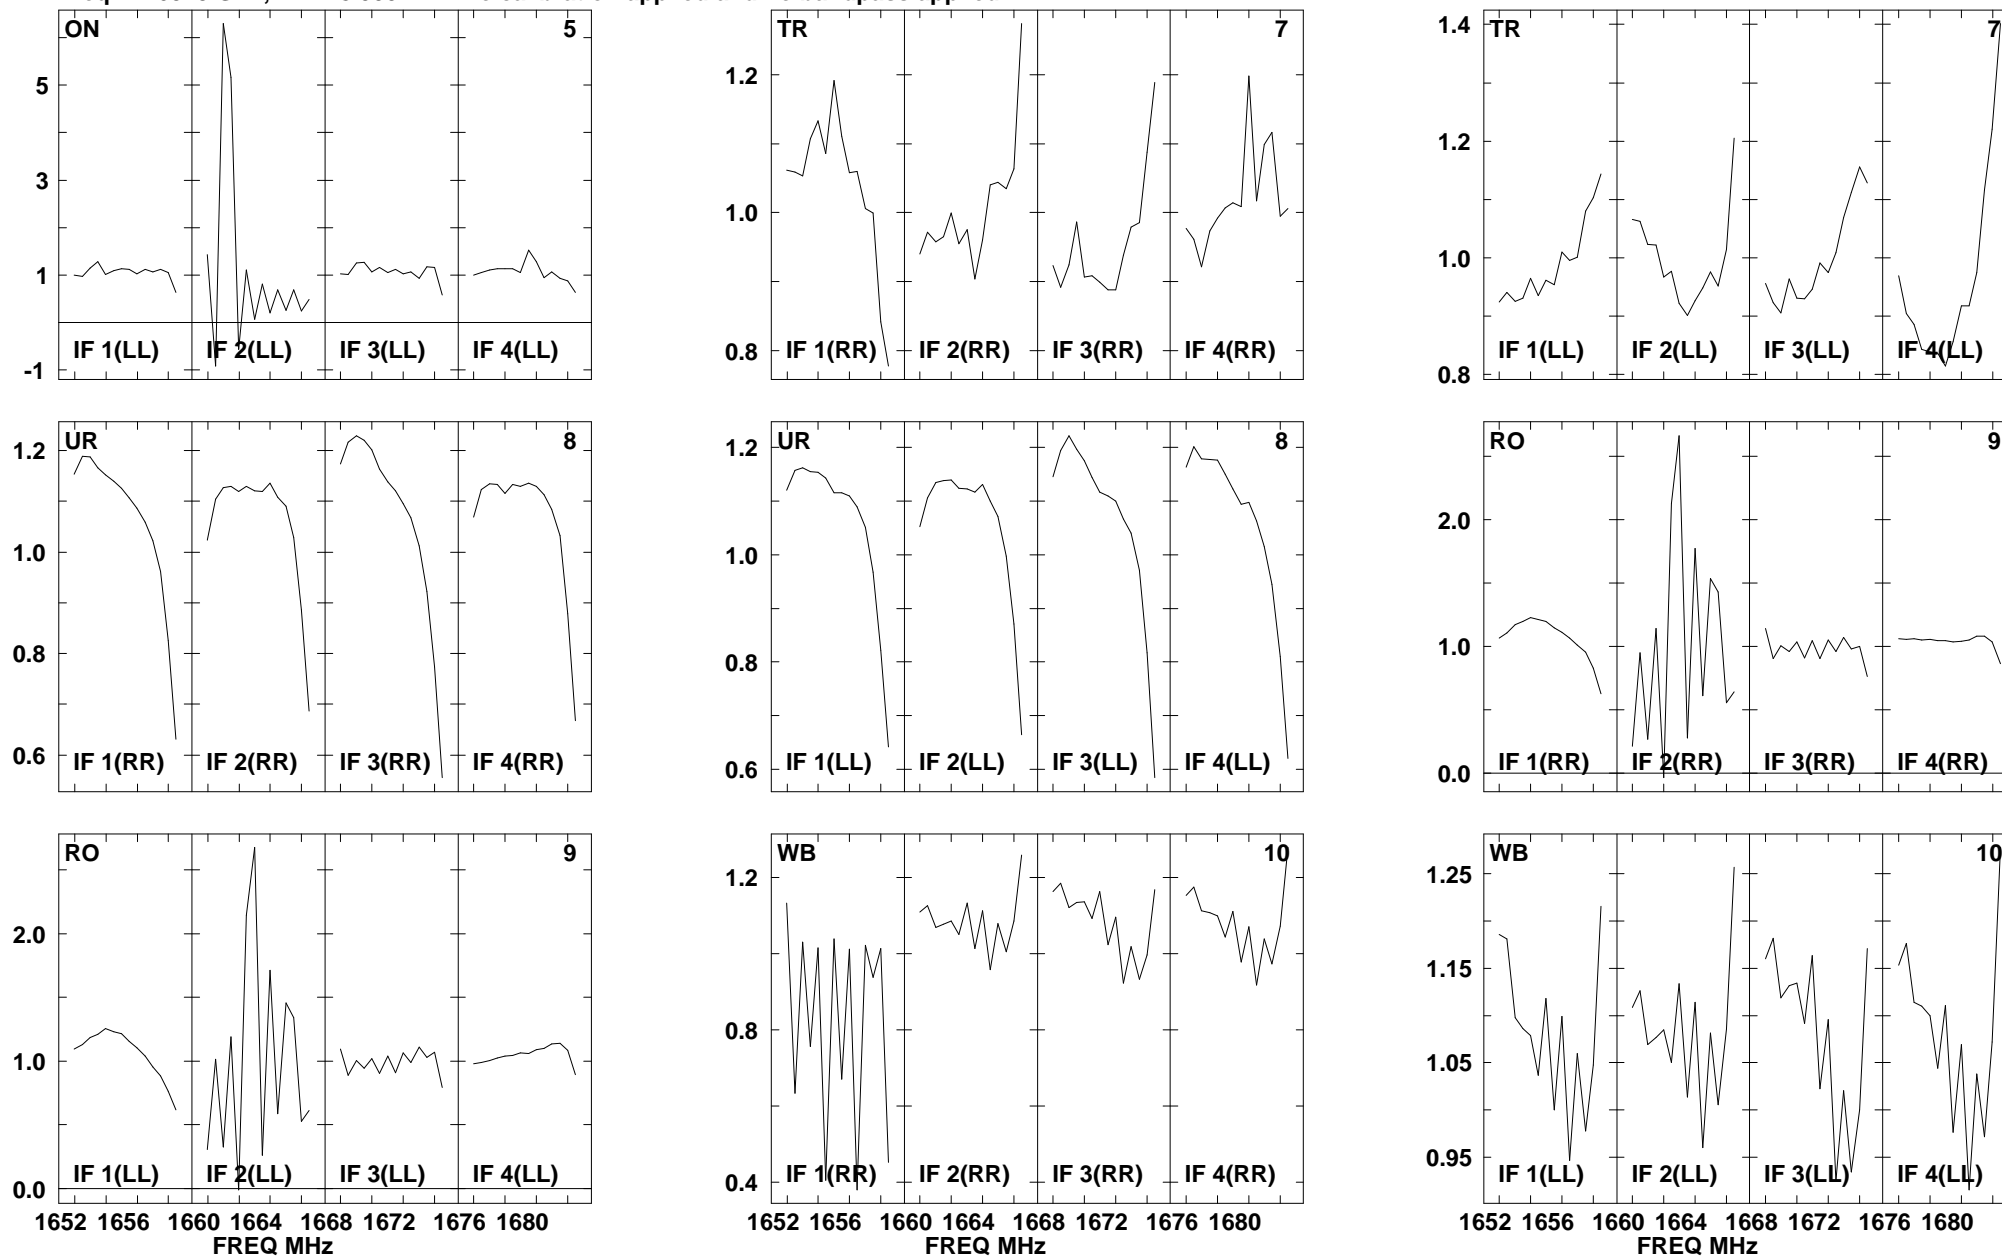 ON 5
5
3
1
-1
IF 1(LL) IF 2(LL) IF 3(LL) IF 4(LL)
TR 7
1.2
1.0
0.8
IF 1(RR) IF 2(RR) IF 3(RR) IF 4(RR)
TR 7
1.4
1.2
1.0
0.8
IF 1(LL) IF 2(LL) IF 3(LL) IF 4(LL)
UR 8
1.2
1.0
0.8
0.6
IF 1(RR) IF 2(RR) IF 3(RR) IF 4(RR)
UR 8
1.2
1.0
0.8
0.6
IF 1(LL) IF 2(LL) IF 3(LL) IF 4(LL)
RO 9
2.0
1.0
0.0
IF 1(RR) IF 2(RR) IF 3(RR) IF 4(RR)
RO 9
2.0
1.0
0.0
IF 1(LL) IF 2(LL) IF 3(LL) IF 4(LL)
1652 1656 1660 1664 1668 1672 1676 1680
FREQ MHz
WB 10
1.2
0.8
0.4
IF 1(RR) IF 2(RR) IF 3(RR) IF 4(RR)
1652 1656 1660 1664 1668 1672 1676 1680
FREQ MHz
WB 10
1.25
1.15
1.05
0.95
IF 1(LL) IF 2(LL) IF 3(LL) IF 4(LL)
1652 1656 1660 1664 1668 1672 1676 1680
FREQ MHz